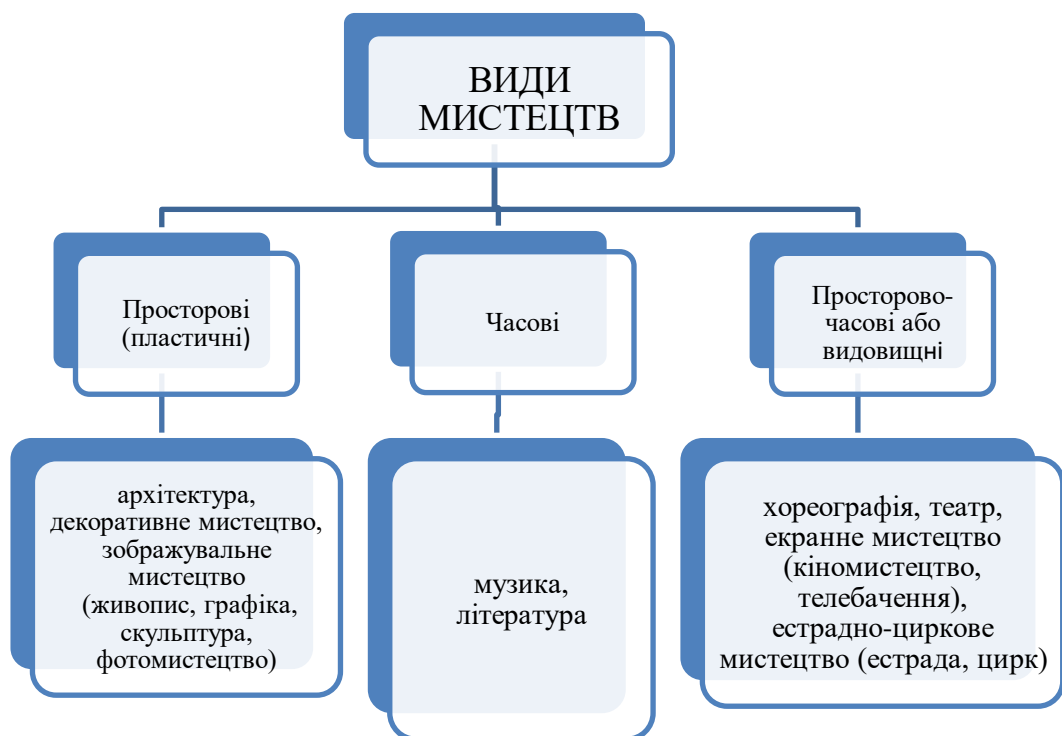 ВИДИ
МИСТЕЦТВ
Просторові
(пластичні)
Часові
Просторово-
часові або
видовищні
архітектура,
декоративне мистецтво,
зображувальне
мистецтво
(живопис, графіка,
скульптура,
фотомистецтво)
музика,
література
хореографія, театр,
екранне мистецтво
(кіномистецтво,
телебачення),
естрадно-циркове
мистецтво (естрада, цирк)